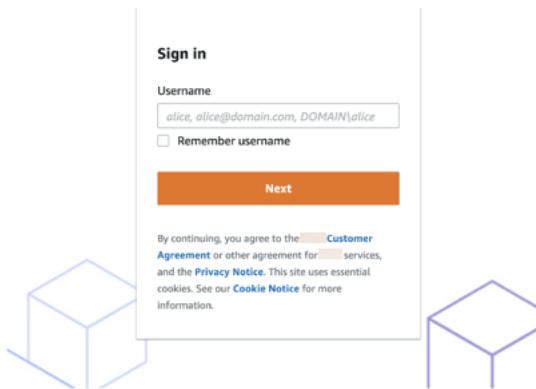 Sign in
Username
alice, alice@domain.com, DOMAIN\alice
Remember username
Next
By continuing, you agree to the Customer
Agreement or other agreement for services,
and the Privacy Notice. This site uses essential
cookies. See our Cookie Notice for more
information.